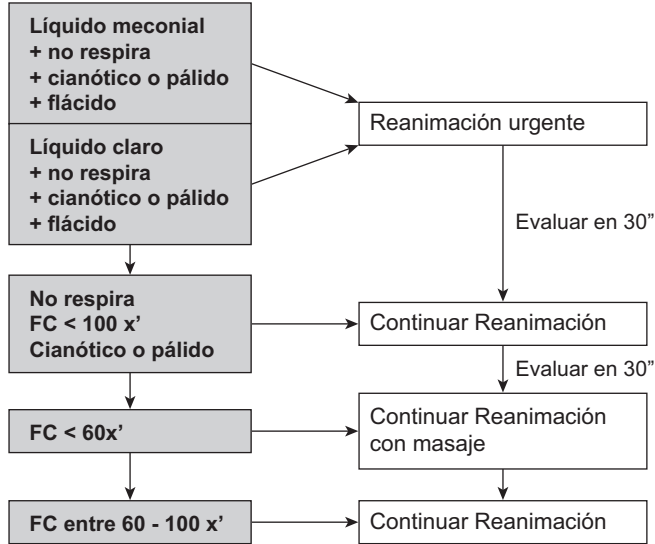 Líquido meconial
+ no respira
+ cianótico o pálido
+ flácido
Reanimación urgente
Líquido claro
+ no respira
+ cianótico o pálido
+ flácido
Evaluar en 30”
No respira
FC < 100 x’
Cianótico o pálido
Continuar Reanimación
Evaluar en 30”
FC < 60x’
Continuar Reanimación
con masaje
FC entre 60 - 100 x’
Continuar Reanimación